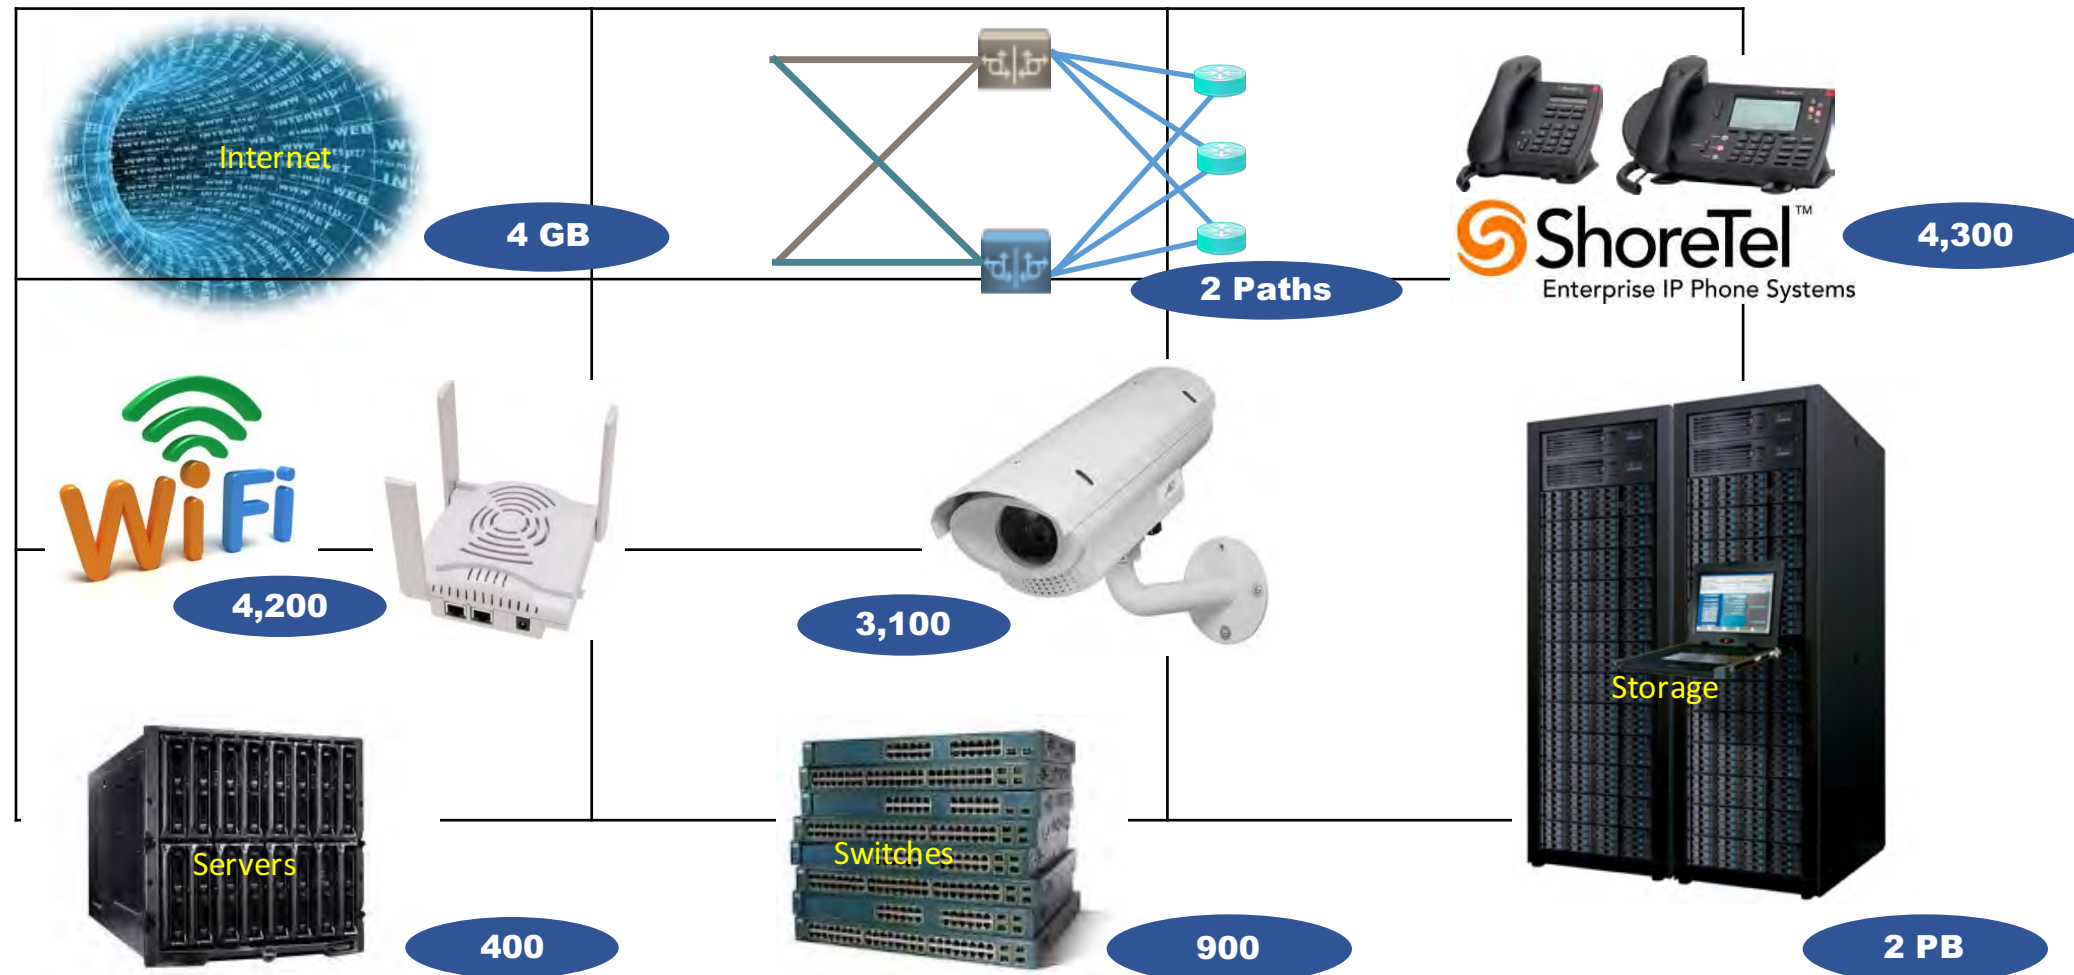 Internet
4 GB
2 Paths
ShoreTel™
Enterprise IP Phone Systems
4,300
WiFi
4,200
3,100
Storage
Servers
400
Switches
900
2 PB